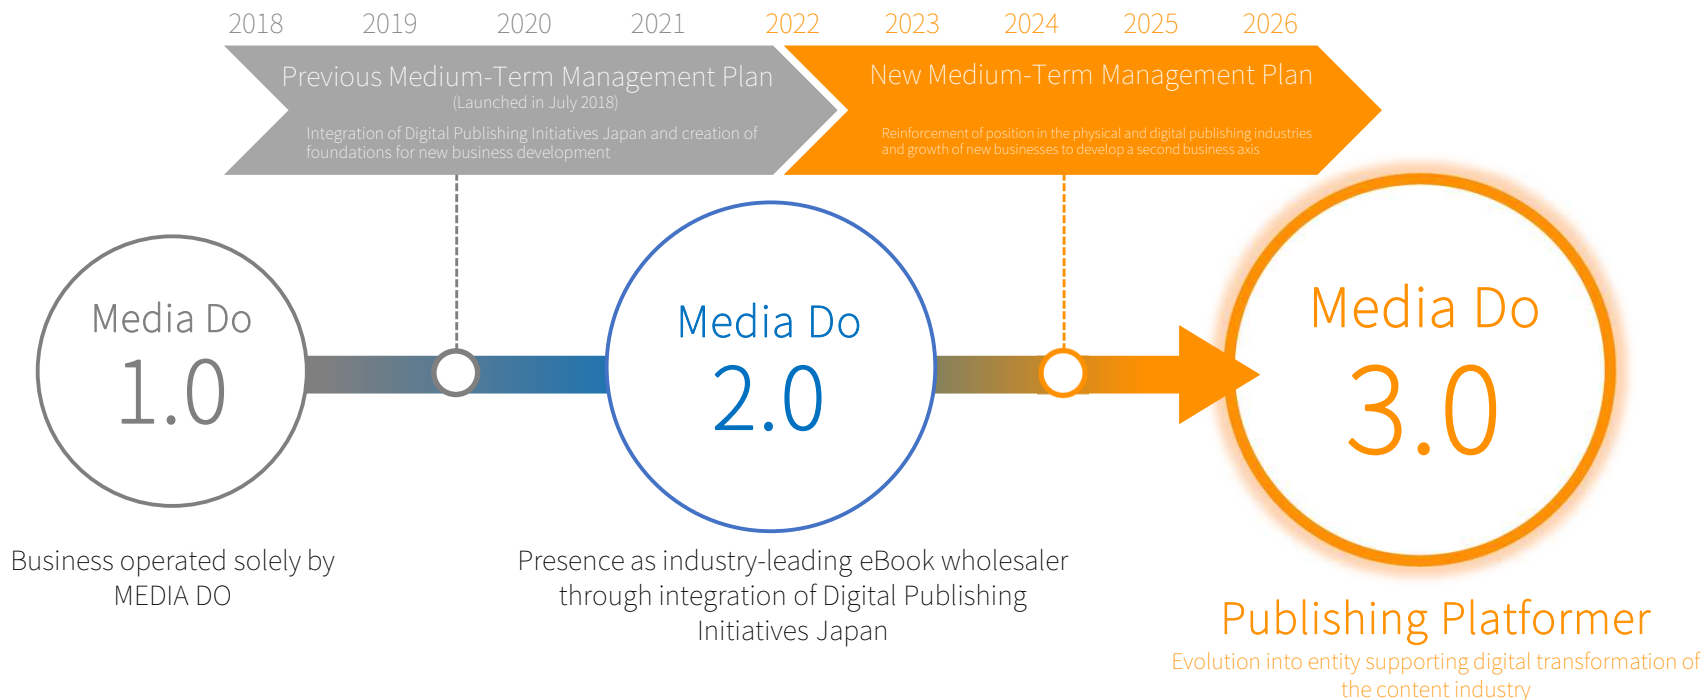 2018 2019 2020 2021 2022 2023 2024 2025 2026
Previous Medium-Term Management Plan
(Launched in July 2018)
Integration of Digital Publishing Initiatives Japan and creation of
foundations for new business development
New Medium-Term Management Plan
Reinforcement of position in the physical and digital publishing industries
and growth of new businesses to develop a second business axis
Media Do
1.0
Media Do
2.0
Media Do
3.0
Business operated solely by
MEDIA DO
Presence as industry-leading eBook wholesaler
through integration of Digital Publishing
Initiatives Japan
Publishing Platformer
Evolution into entity supporting digital transformation of
the content industry